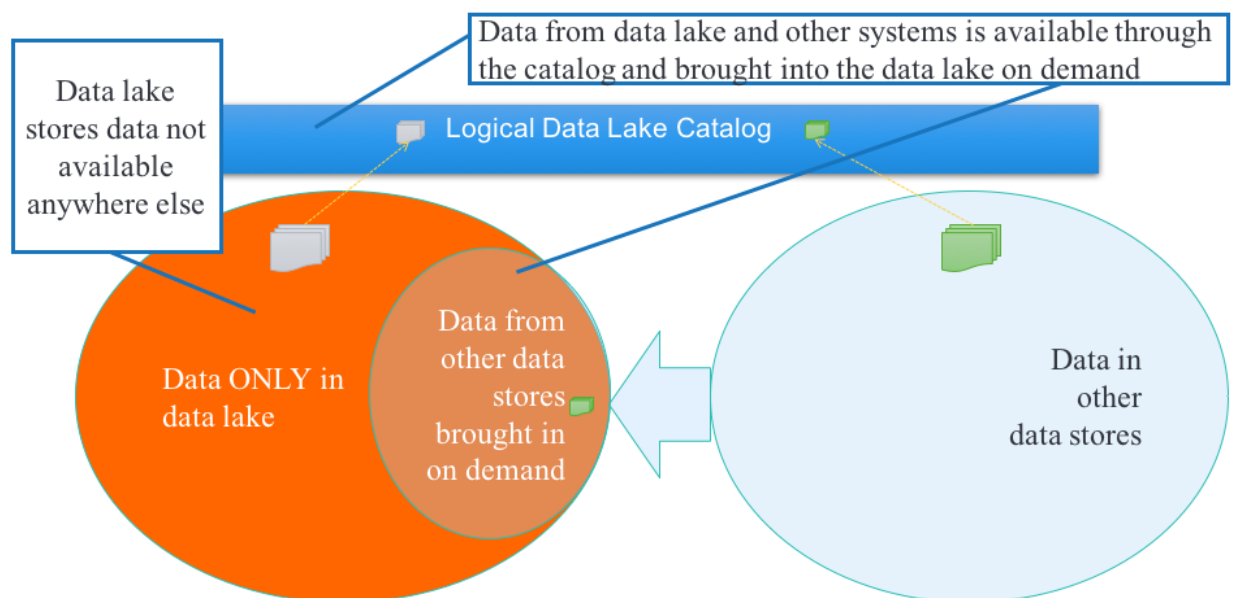 Data from data lake and other systems is available through
the catalog and brought into the data lake on demand
Data lake
stores data not
available
anywhere else
Logical Data Lake Catalog
Data ONLY in
data lake
Data from
other data
stores
brought in
on demand
Data in
other
data stores